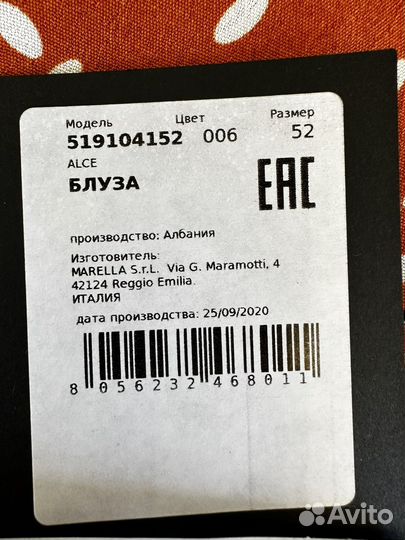 Модель Цвет Размер
519104152 006 52
ALCE
БЛУЗА
EAC
производство: Албания
Изготовитель:
MARELLA S.r.L. Via G. Maramotti, 4
42124 Reggio Emilia.
ИТАЛИЯ
дата производства: 25/09/2020
8 056232 468011
Avito